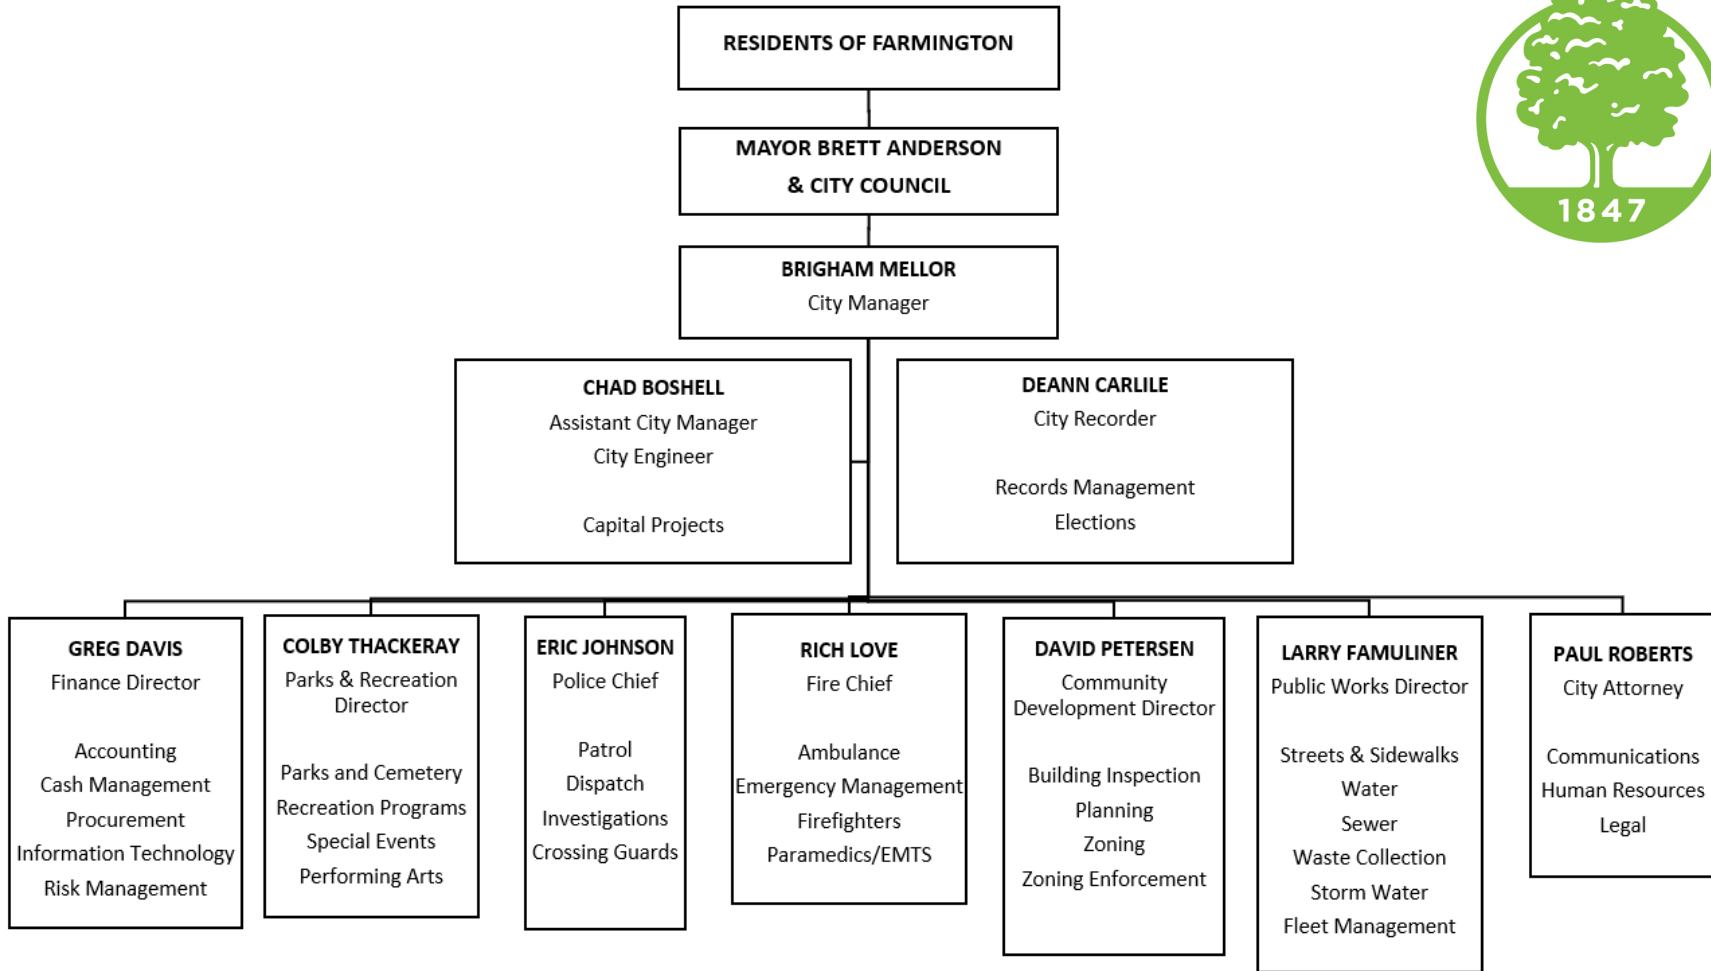 RESIDENTS OF FARMINGTON
1847
MAYOR BRETT ANDERSON
& CITY COUNCIL
BRIGHAM MELLOR
City Manager
CHAD BOSHELL
Assistant City Manager
City Engineer
Capital Projects
DEANN CARLILE
City Recorder
Records Management
Elections
GREG DAVIS
Finance Director
Accounting
Cash Management
Procurement
Information Technology
Risk Management
COLBY THACKERAY
Parks & Recreation
Director
Parks and Cemetery
Recreation Programs
Special Events
Performing Arts
ERIC JOHNSON
Police Chief
Patrol
Dispatch
Investigations
Crossing Guards
RICH LOVE
Fire Chief
Ambulance
Emergency Management
Firefighters
Paramedics/EMTS
DAVID PETERSEN
Community
Development Director
Building Inspection
Planning
Zoning
Zoning Enforcement
LARRY FAMULINER
Public Works Director
Streets & Sidewalks
Water
Sewer
Waste Collection
Storm Water
Fleet Management
PAUL ROBERTS
City Attorney
Communications
Human Resources
Legal